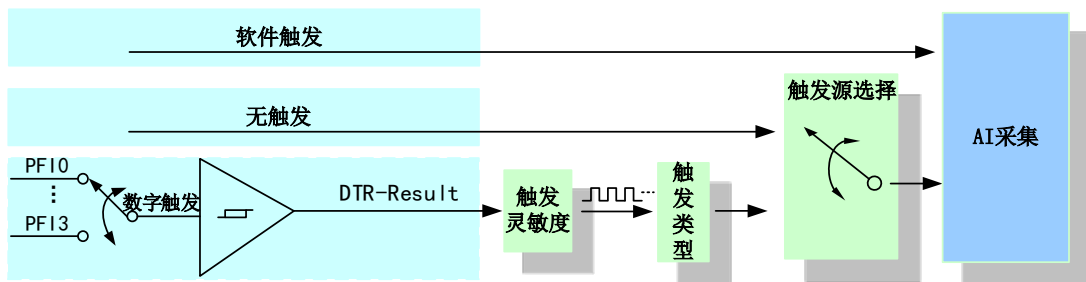 软件触发
无触发
触发源选择
AI采集
PFI0
数字触发
PFI3
DTR-Result
触发
灵敏度
触
发
类
型